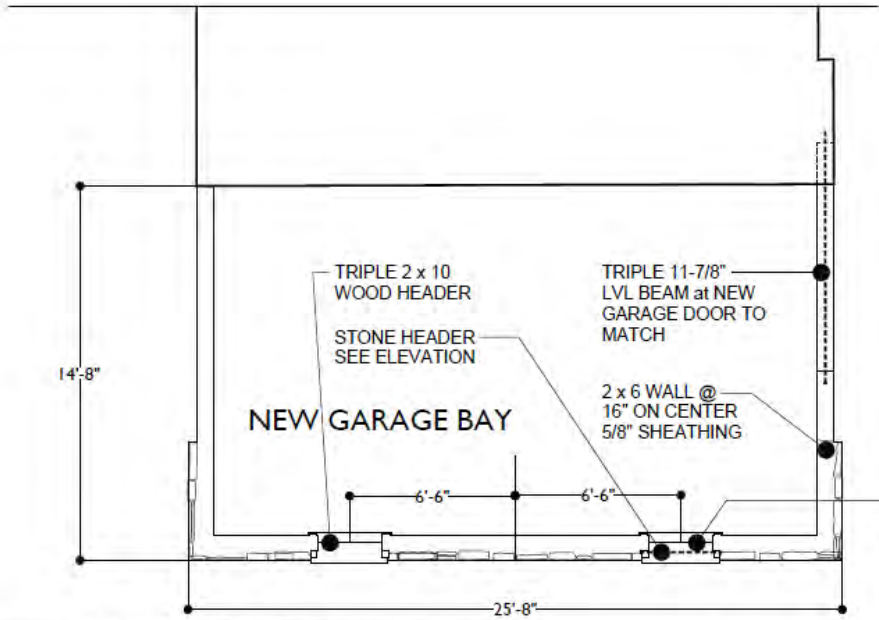 TRIPLE 2 x 10
WOOD HEADER
STONE HEADER
SEE ELEVATION
TRIPLE 11-7/8"
LVL BEAM at NEW
GARAGE DOOR TO
MATCH
14'-8"
2 x 6 WALL @
16" ON CENTER
5/8" SHEATHING
NEW GARAGE BAY
6'-6"
6'-6"
25'-8"